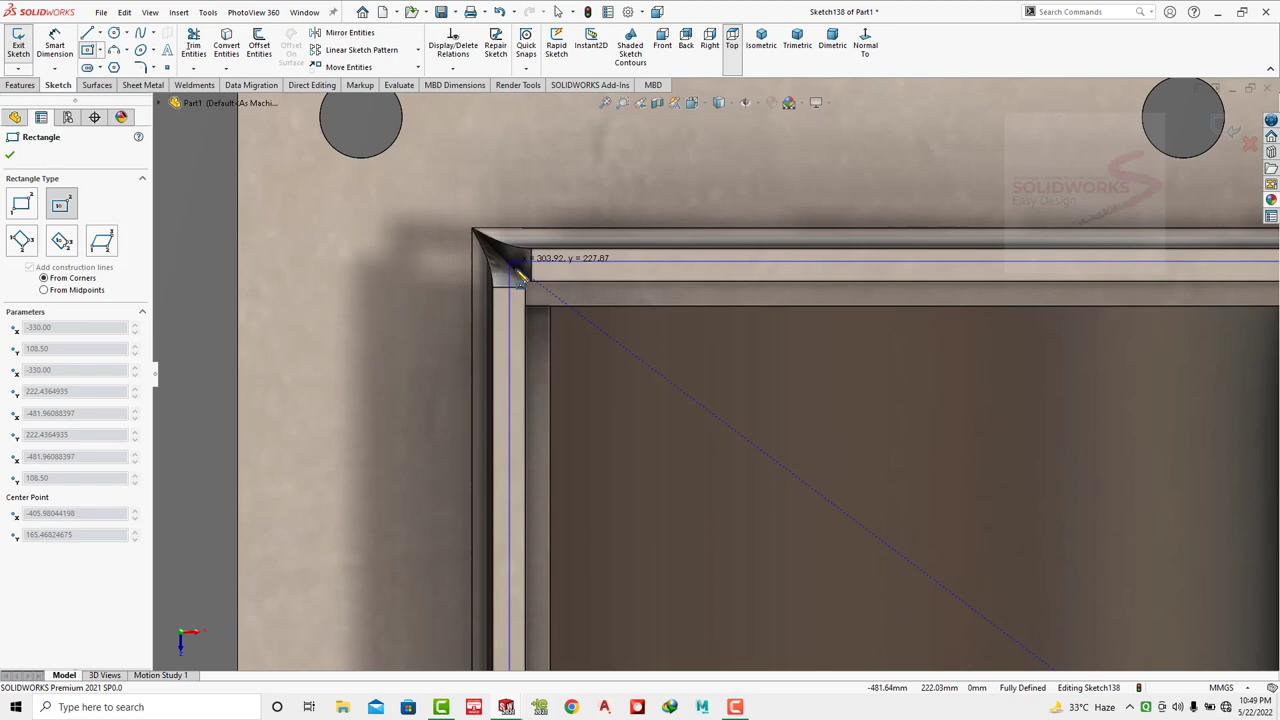 SOLIDWORKS File Edit View Insert Tools PhotoView 360 Window Sketch138 of Part1 * Search Commands
Exit Sketch
Smart Dimension
Trim Entities
Convert Entities
Offset Entities
Offset On Surface
Mirror Entities
Linear Sketch Pattern
Move Entities
Display/Delete Relations
Repair Sketch
Quick Snaps
Rapid Sketch
Instant2D
Shaded Sketch Contours
Front
Back
Right
Top
Isometric
Trimetric
Dimetric
Normal To
Features Sketch Surfaces Sheet Metal Weldments Data Migration Direct Editing Markup Evaluate MBD Dimensions Render Tools SOLIDWORKS Add-Ins MBD
Part1 (Default<As Machi...
Rectangle
Rectangle Type
Add construction lines
From Corners
From Midpoints
Parameters
-330.00
108.50
-330.00
222.4364935
-481.96088397
222.4364935
-481.96088397
108.50
Center Point
-405.98044198
165.46824675
x = 303.92, y = 227.87
SOLIDWORKS
Easy Design
Model 3D Views Motion Study 1
SOLIDWORKS Premium 2021 SP0.0 -481.64mm 222.03mm 0mm Fully Defined Editing Sketch138 MMGS
Type here to search
33°C Haze
10:49 PM
5/22/2022